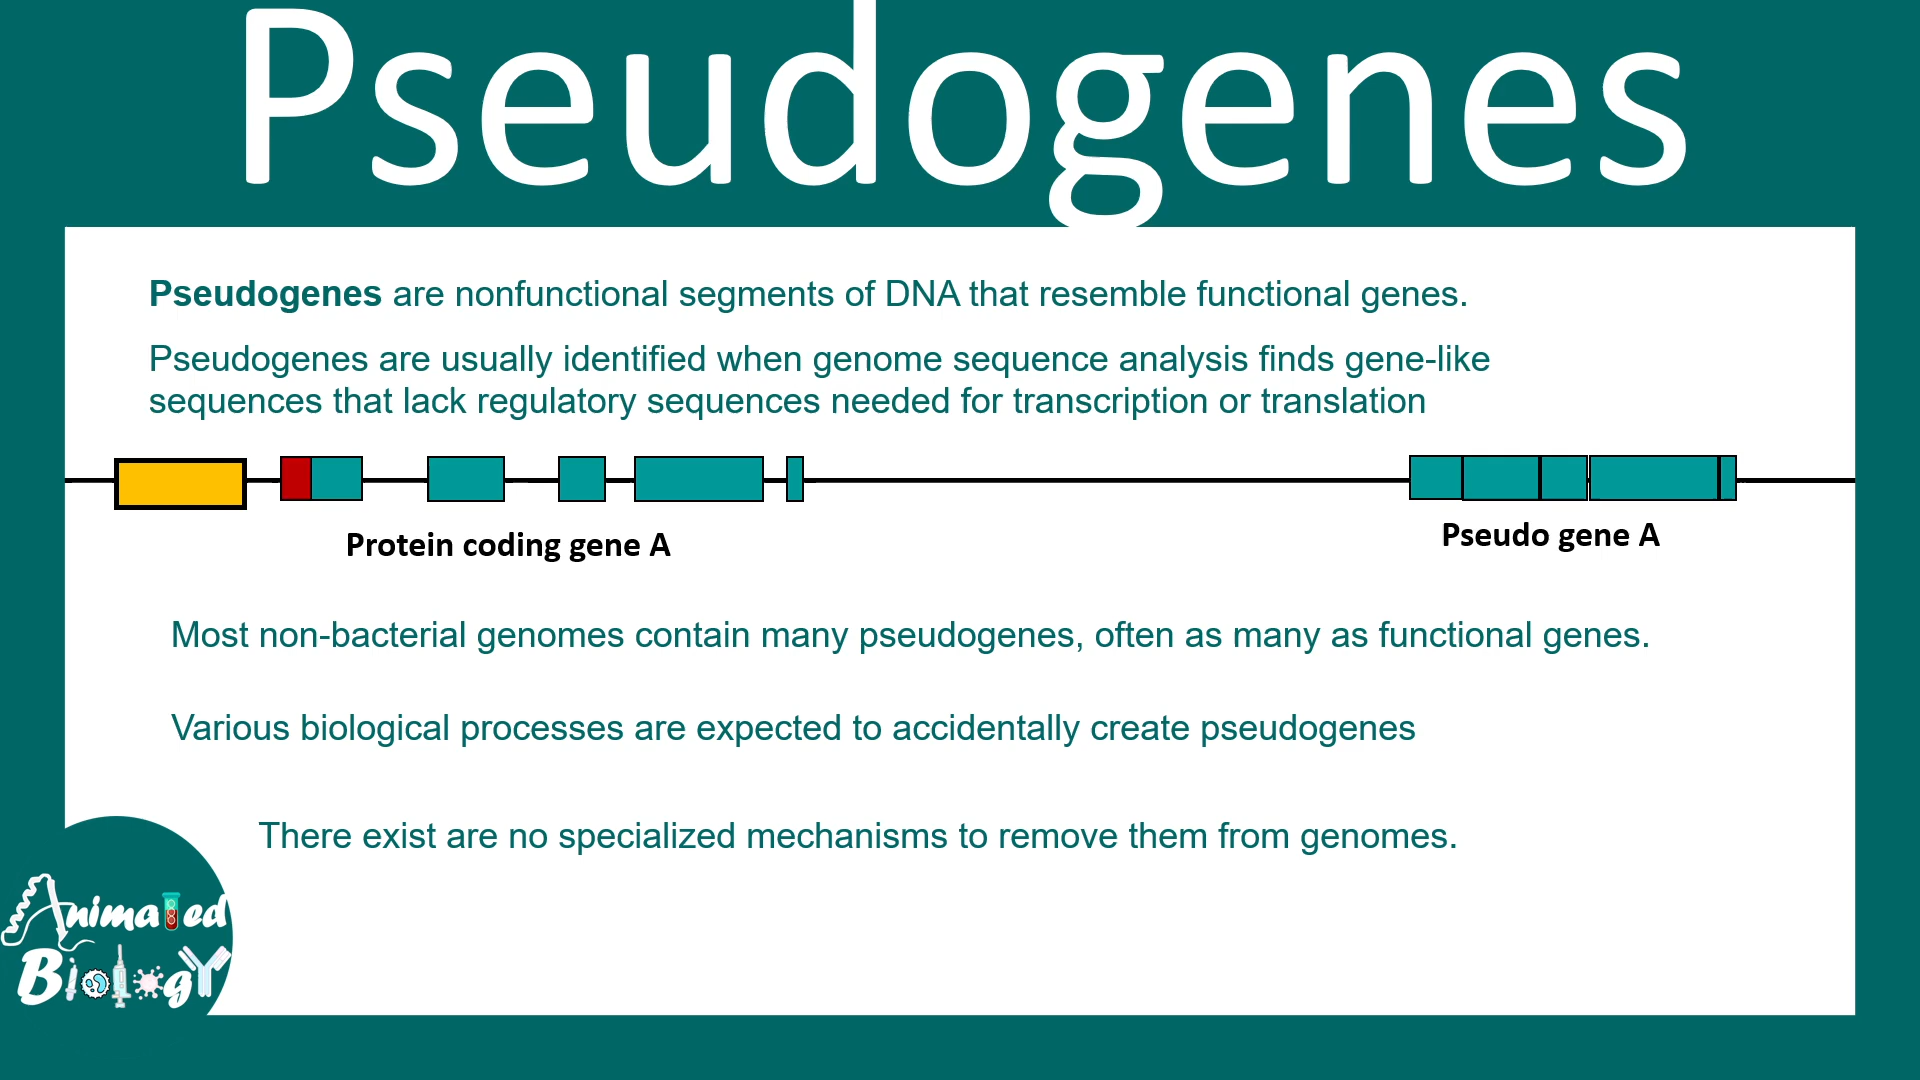 Pseudogenes
Pseudogenes are nonfunctional segments of DNA that resemble functional genes.
Pseudogenes are usually identified when genome sequence analysis finds gene-like
sequences that lack regulatory sequences needed for transcription or translation
Protein coding gene A
Pseudo gene A
Most non-bacterial genomes contain many pseudogenes, often as many as functional genes.
Various biological processes are expected to accidentally create pseudogenes
There exist are no specialized mechanisms to remove them from genomes.
Animated
Biology